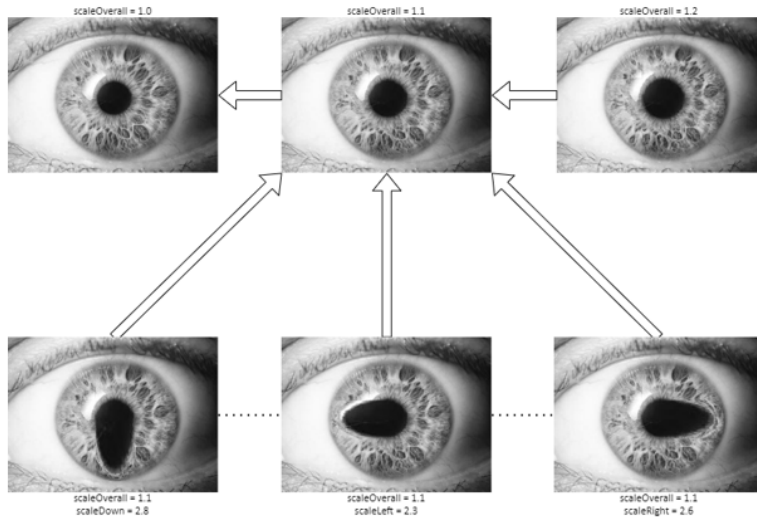 scaleOverall = 1.0
scaleOverall = 1.1
scaleOverall = 1.2
scaleOverall = 1.1
scaleDown = 2.8
scaleOverall = 1.1
scaleLeft = 2.3
scaleOverall = 1.1
scaleRight = 2.6